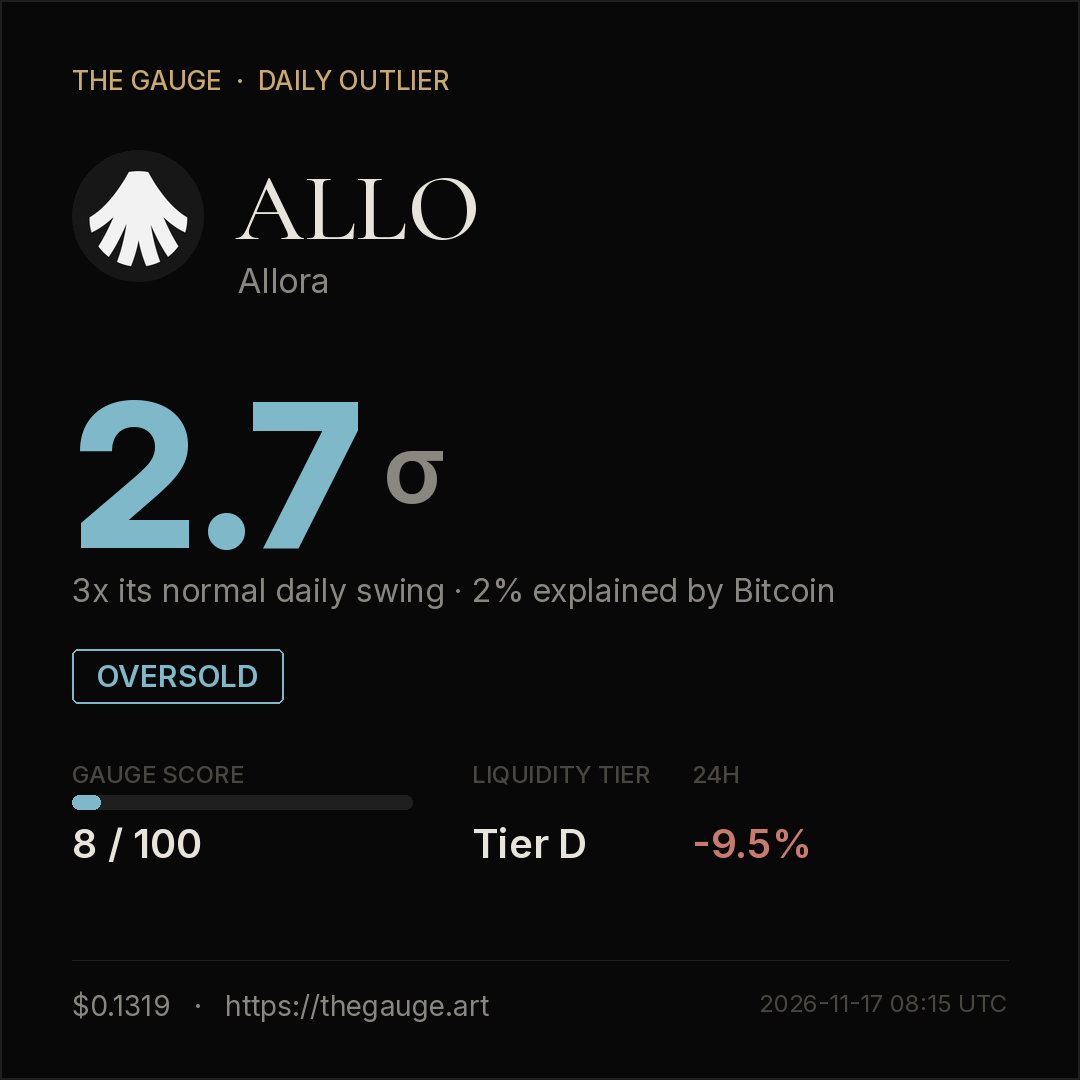 THE GAUGE · DAILY OUTLIER
ALLO
Allora
2.7 σ
3x its normal daily swing · 2% explained by Bitcoin
OVERSOLD
GAUGE SCORE LIQUIDITY TIER 24H
8 / 100 Tier D -9.5%
$0.1319 · https://thegauge.art 2026-11-17 08:15 UTC